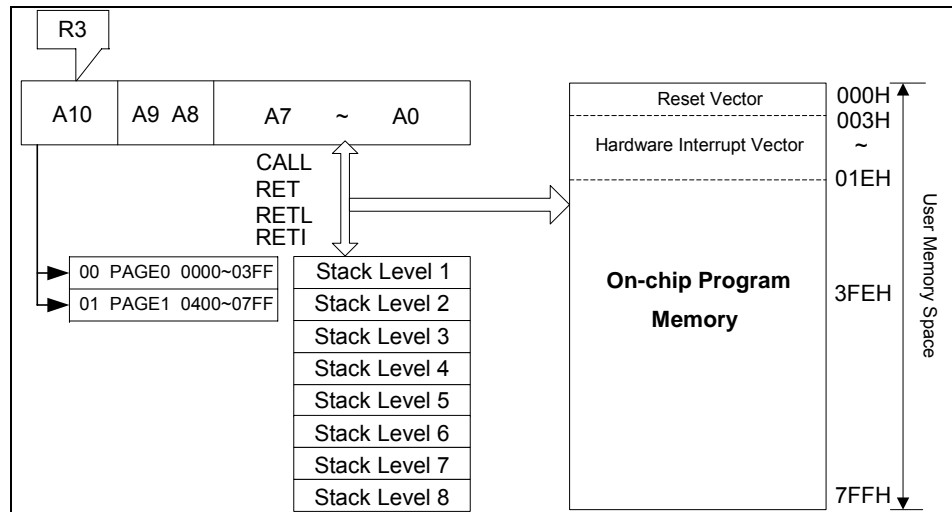 R3
A10 A9 A8 A7 ~ A0
CALL
RET
RETL
RETI
00 PAGE0 0000~03FF
01 PAGE1 0400~07FF
Stack Level 1
Stack Level 2
Stack Level 3
Stack Level 4
Stack Level 5
Stack Level 6
Stack Level 7
Stack Level 8
Reset Vector
Hardware Interrupt Vector
On-chip Program
Memory
000H
003H
~
01EH
3FEH
7FFH
User Memory Space